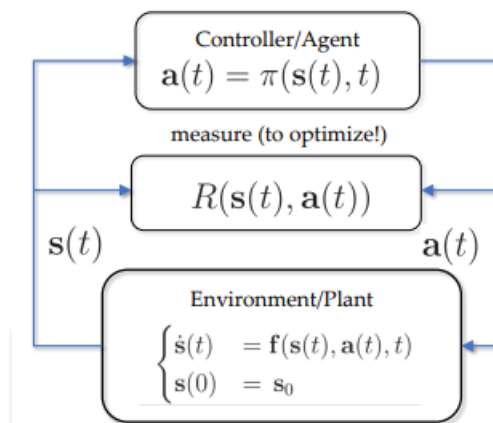 Controller/Agent
a(t) = π(s(t), t)
measure (to optimize!)
R(s(t), a(t))
s(t)
a(t)
Environment/Plant
ṡ(t) = f(s(t), a(t), t)
s(0) = s₀